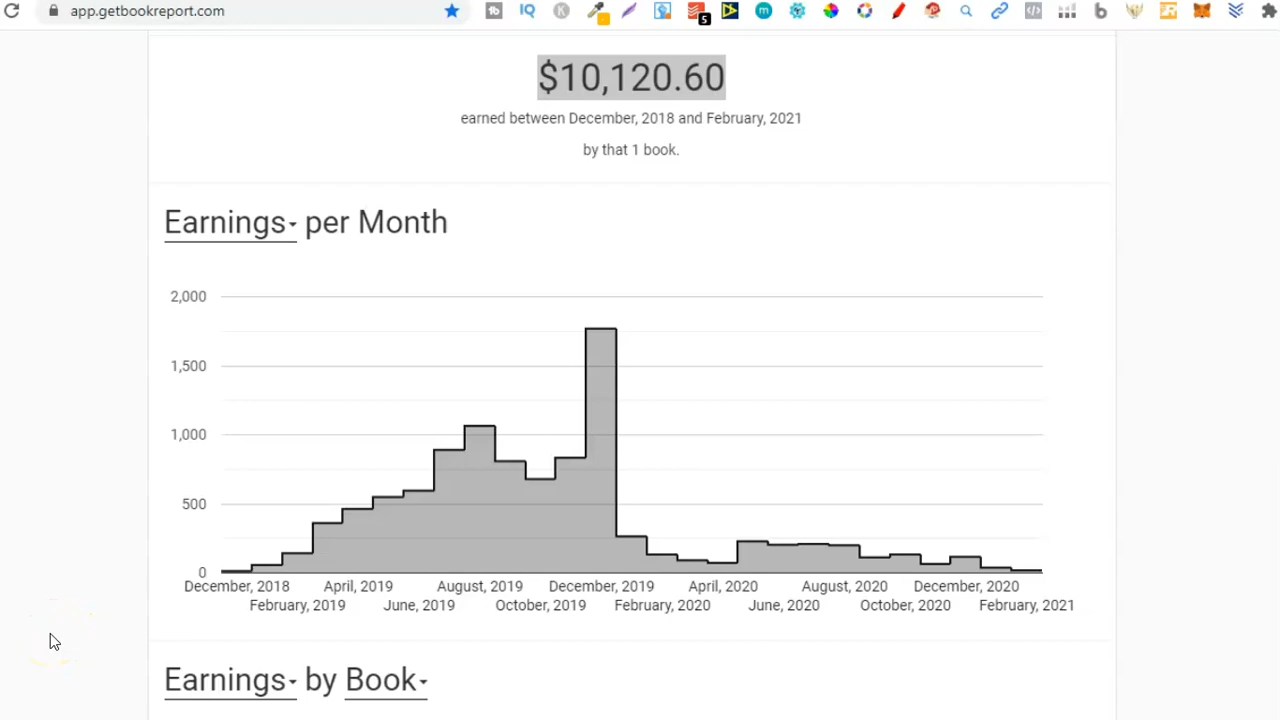 app.getbookreport.com
IQ
K
5
m
b
$10,120.60
earned between December, 2018 and February, 2021
by that 1 book.
Earnings per Month
2,000
1,500
1,000
500
0
December, 2018 April, 2019 August, 2019 December, 2019 April, 2020 August, 2020 December, 2020
February, 2019 June, 2019 October, 2019 February, 2020 June, 2020 October, 2020 February, 2021
Earnings by Book